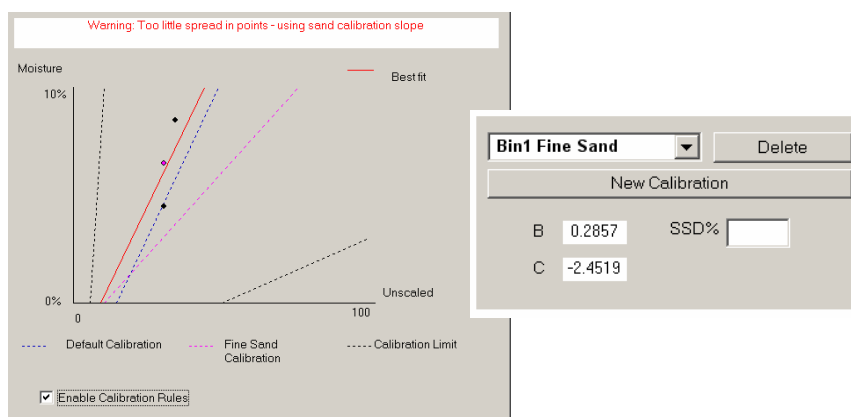 Warning: Too little spread in points - using sand calibration slope
Moisture
Best fit
10%
0%
Unscaled
0
100
Default Calibration
Fine Sand
Calibration
Calibration Limit
Enable Calibration Rules
Bin1 Fine Sand
Delete
New Calibration
B 0.2857 SSD%
C -2.4519